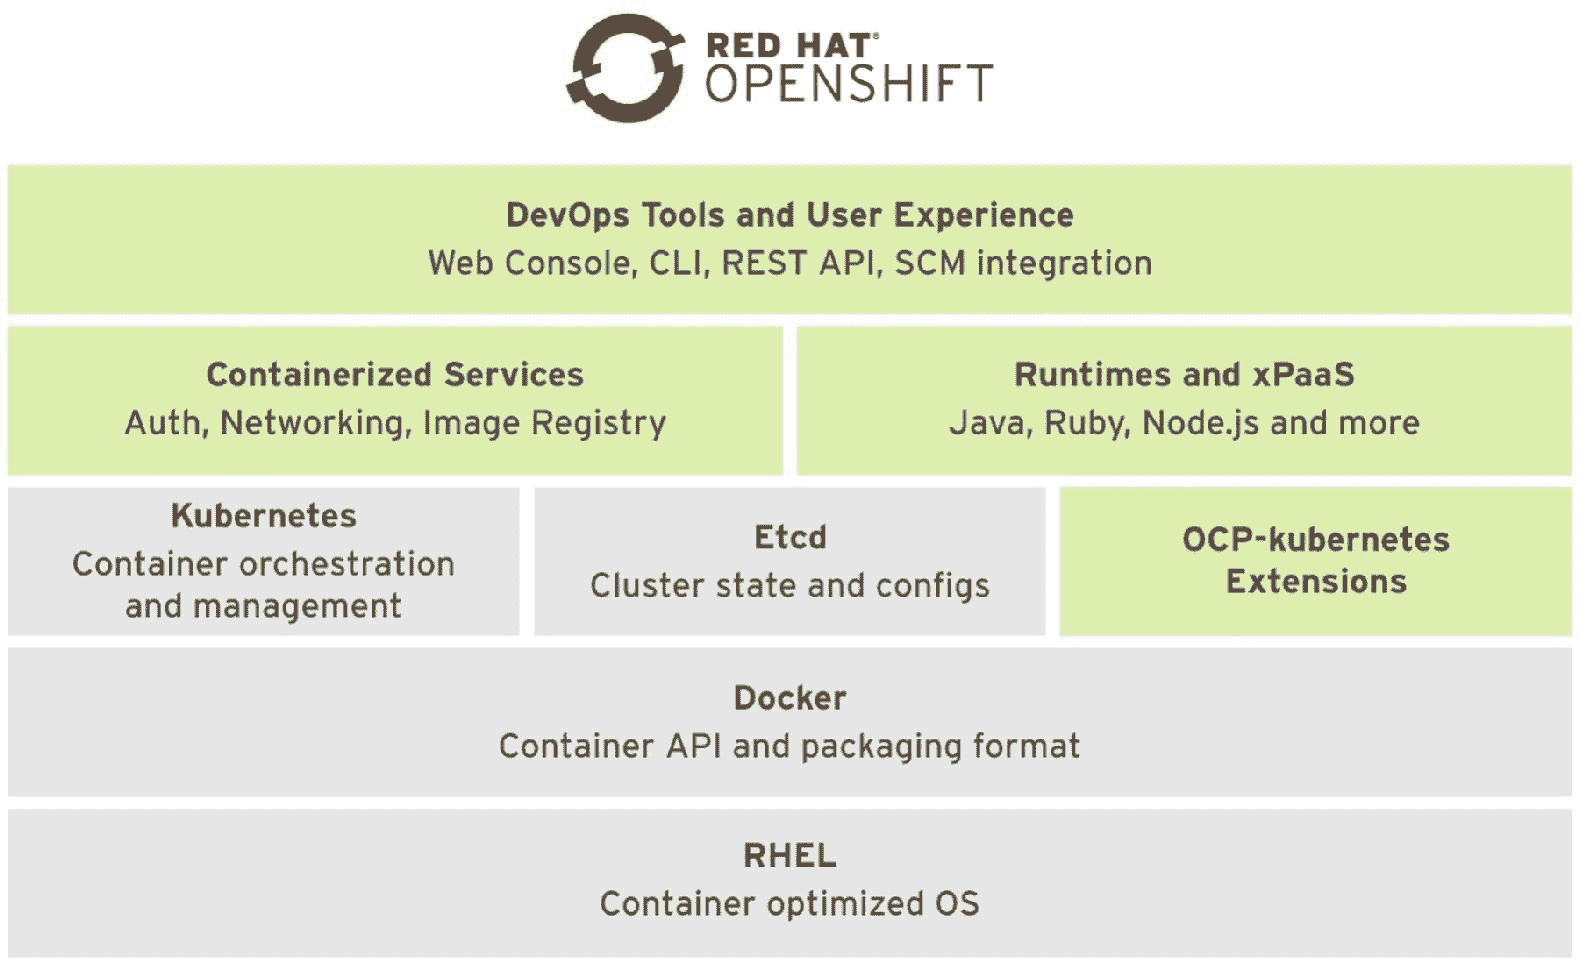 RED HAT®
OPENSHIFT
DevOps Tools and User Experience
Web Console, CLI, REST API, SCM integration
Containerized Services
Auth, Networking, Image Registry
Runtimes and xPaaS
Java, Ruby, Node.js and more
Kubernetes
Container orchestration
and management
Etcd
Cluster state and configs
OCP-kubernetes
Extensions
Docker
Container API and packaging format
RHEL
Container optimized OS